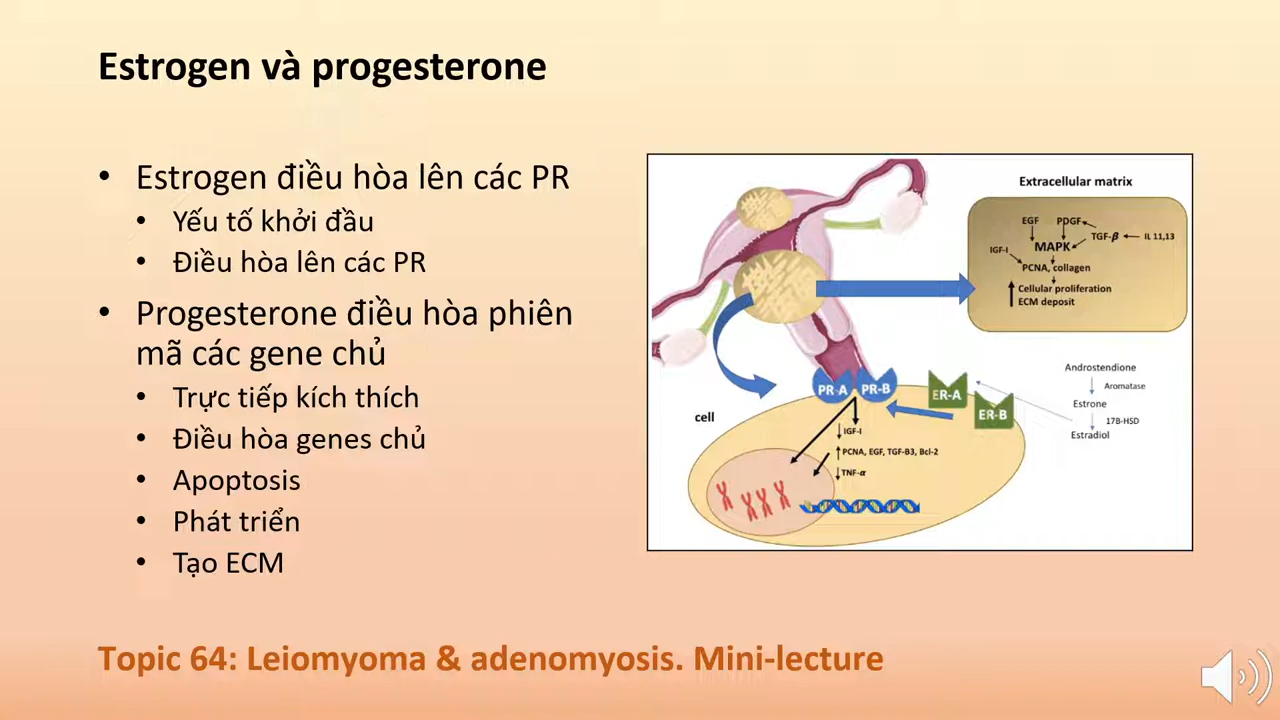 Estrogen và progesterone
• Estrogen điều hòa lên các PR
• Yếu tố khởi đầu
• Điều hòa lên các PR
• Progesterone điều hòa phiên
mã các gene chủ
• Trực tiếp kích thích
• Điều hòa genes chủ
• Apoptosis
• Phát triển
• Tạo ECM
Extracellular matrix
EGF PDGF
TGF-β IL 11,13
IGF-I MAPK
PCNA, collagen
Cellular proliferation
ECM deposit
PR-A PR-B
ER-A
ER-B
cell
IGF-I
PCNA, EGF, TGF-B3, Bcl-2
TNF-α
Androstendione
Aromatase
Estrone
17B-HSD
Estradiol
Topic 64: Leiomyoma & adenomyosis. Mini-lecture